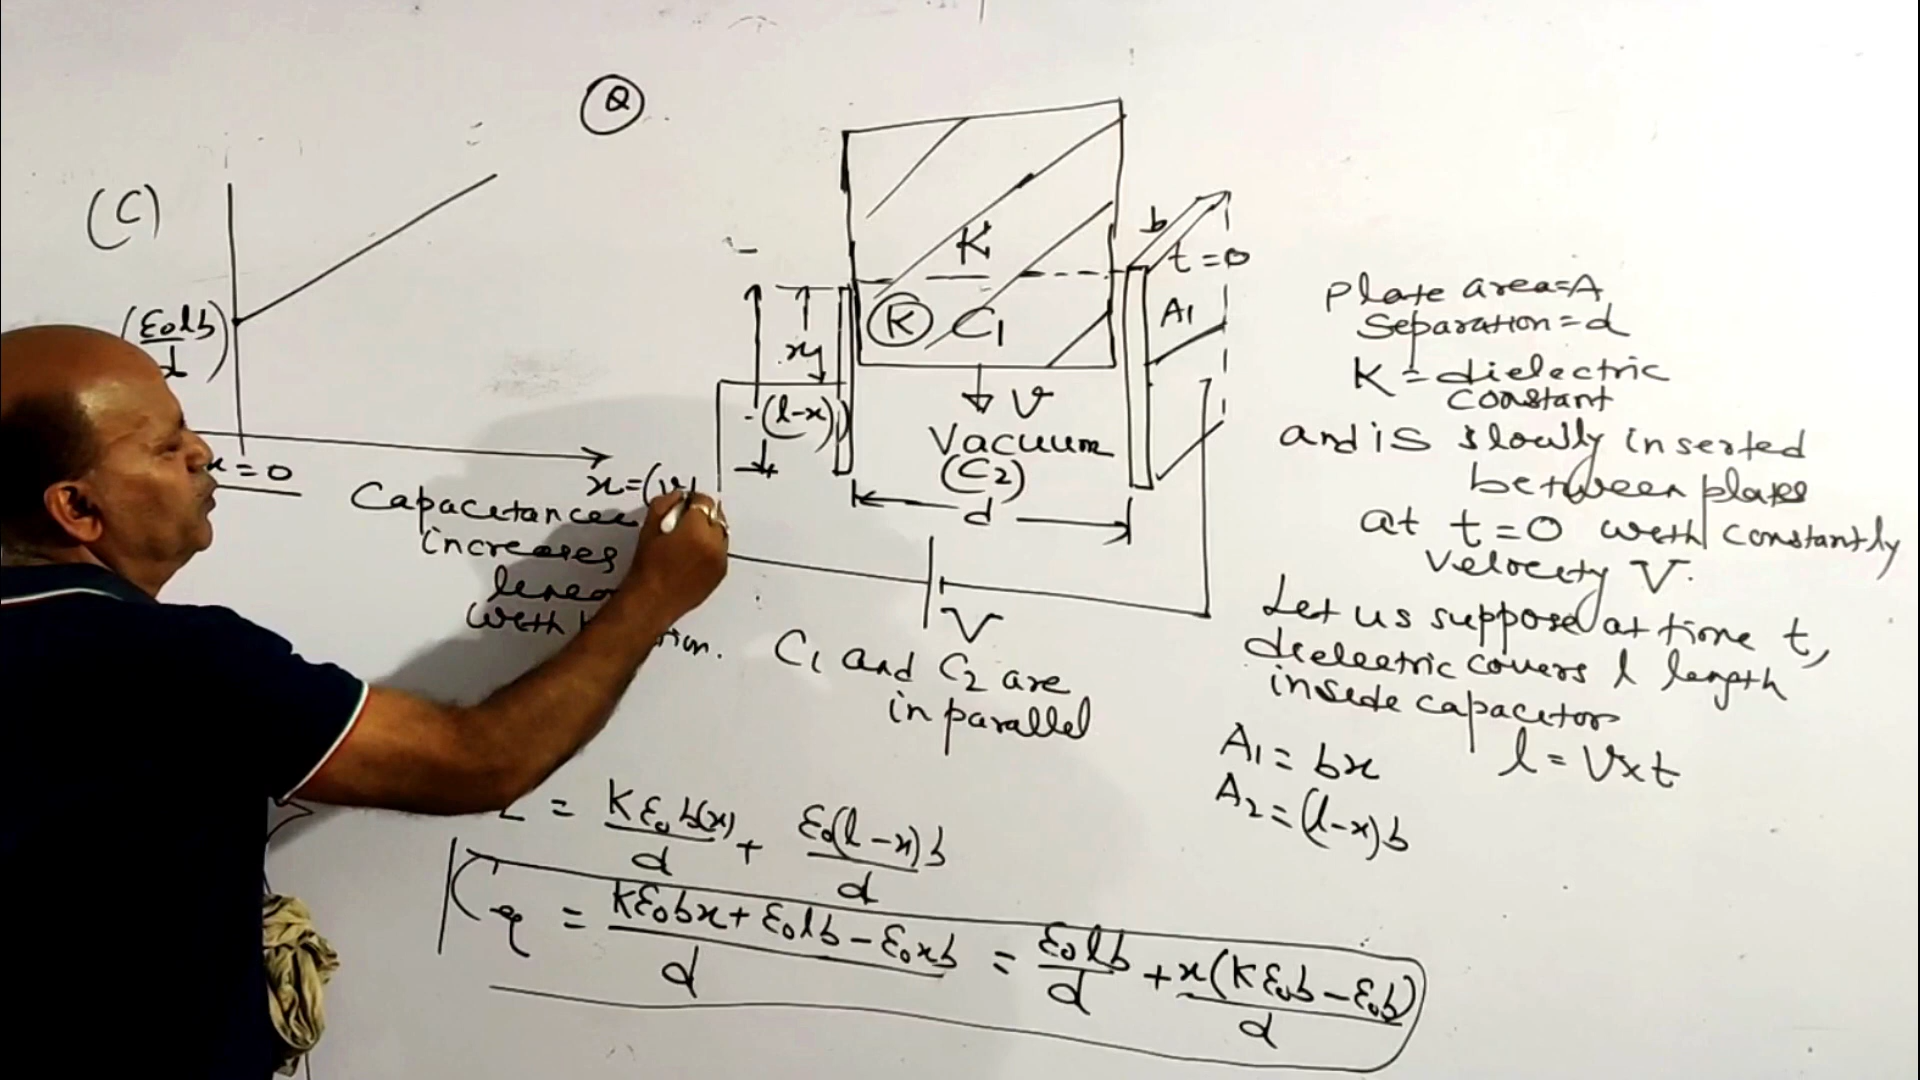 Q
(C)
(ε₀lb/d)
x=0
x=(vt
Capacitance
increases
with
K
K C₁
x
(l-x)
v
Vacuum
(C₂)
d
V
b
t=0
A₁
C₁ and C₂ are
in parallel
plate area=A
Separation=d
K=dielectric
constant
and is slowly inserted
between plates
at t=0 with constantly
velocity V.
Let us suppose at time t,
dielectric covers l length
inside capacitor
A₁=bx l=V×t
A₂=(l-x)b
= Kε₀b(x)/d + ε₀(l-x)b/d
Ceq = Kε₀bx+ε₀lb-ε₀xb/d = ε₀lb/d + x(Kε₀b-ε₀b)/d